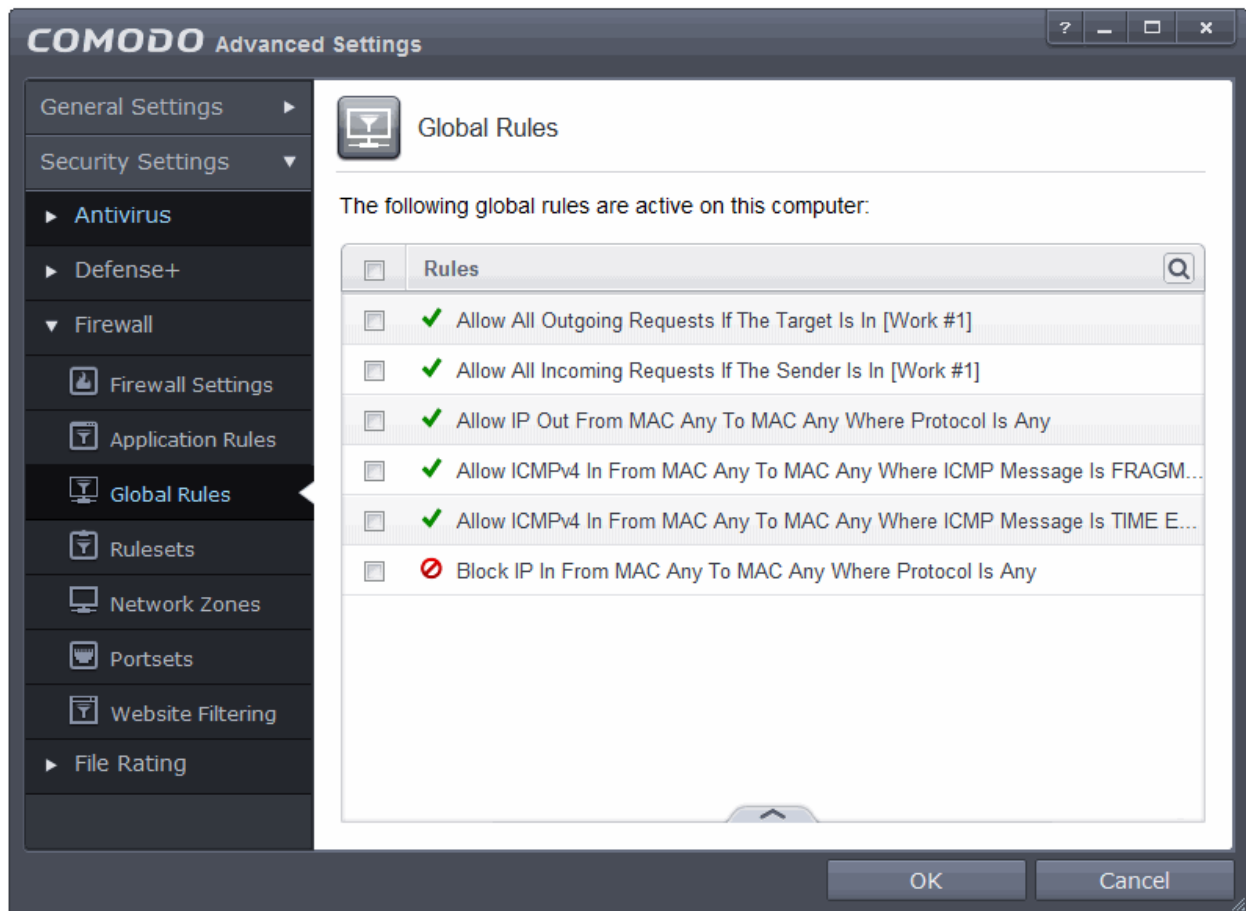 COMODO Advanced Settings
?
General Settings
Security Settings
Antivirus
Defense+
Firewall
Firewall Settings
Application Rules
Global Rules
Rulesets
Network Zones
Portsets
Website Filtering
File Rating
Global Rules
The following global rules are active on this computer:
Rules
Allow All Outgoing Requests If The Target Is In [Work #1]
Allow All Incoming Requests If The Sender Is In [Work #1]
Allow IP Out From MAC Any To MAC Any Where Protocol Is Any
Allow ICMPv4 In From MAC Any To MAC Any Where ICMP Message Is FRAGM...
Allow ICMPv4 In From MAC Any To MAC Any Where ICMP Message Is TIME E...
Block IP In From MAC Any To MAC Any Where Protocol Is Any
OK
Cancel